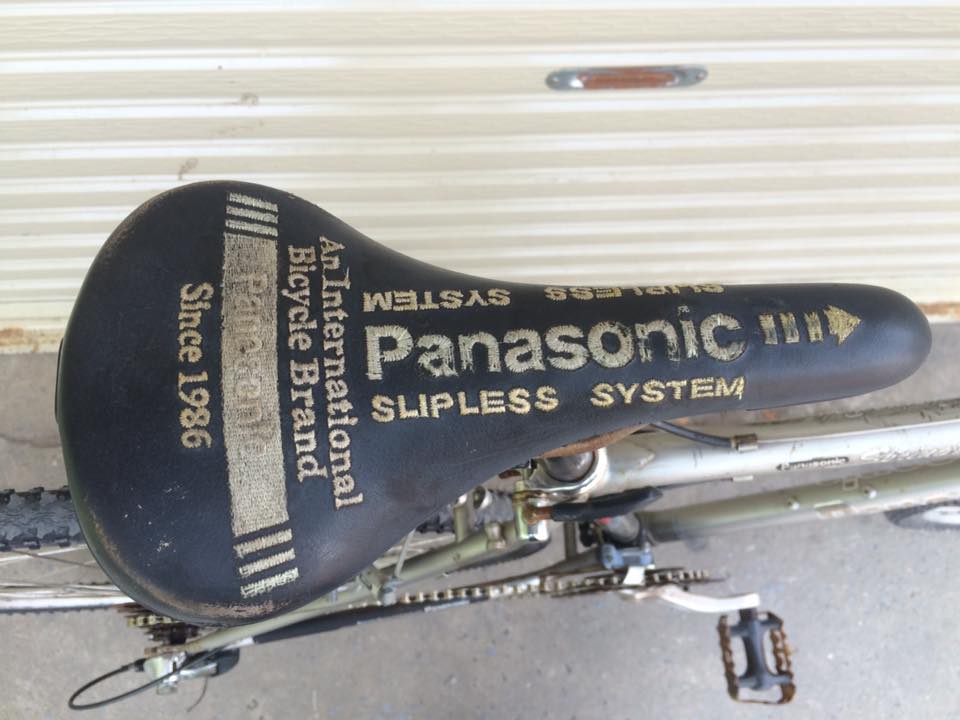 SLIPLESS SYSTEM
Panasonic
SLIPLESS SYSTEM
An International
Bicycle Brand
Since 1986
Panasonic